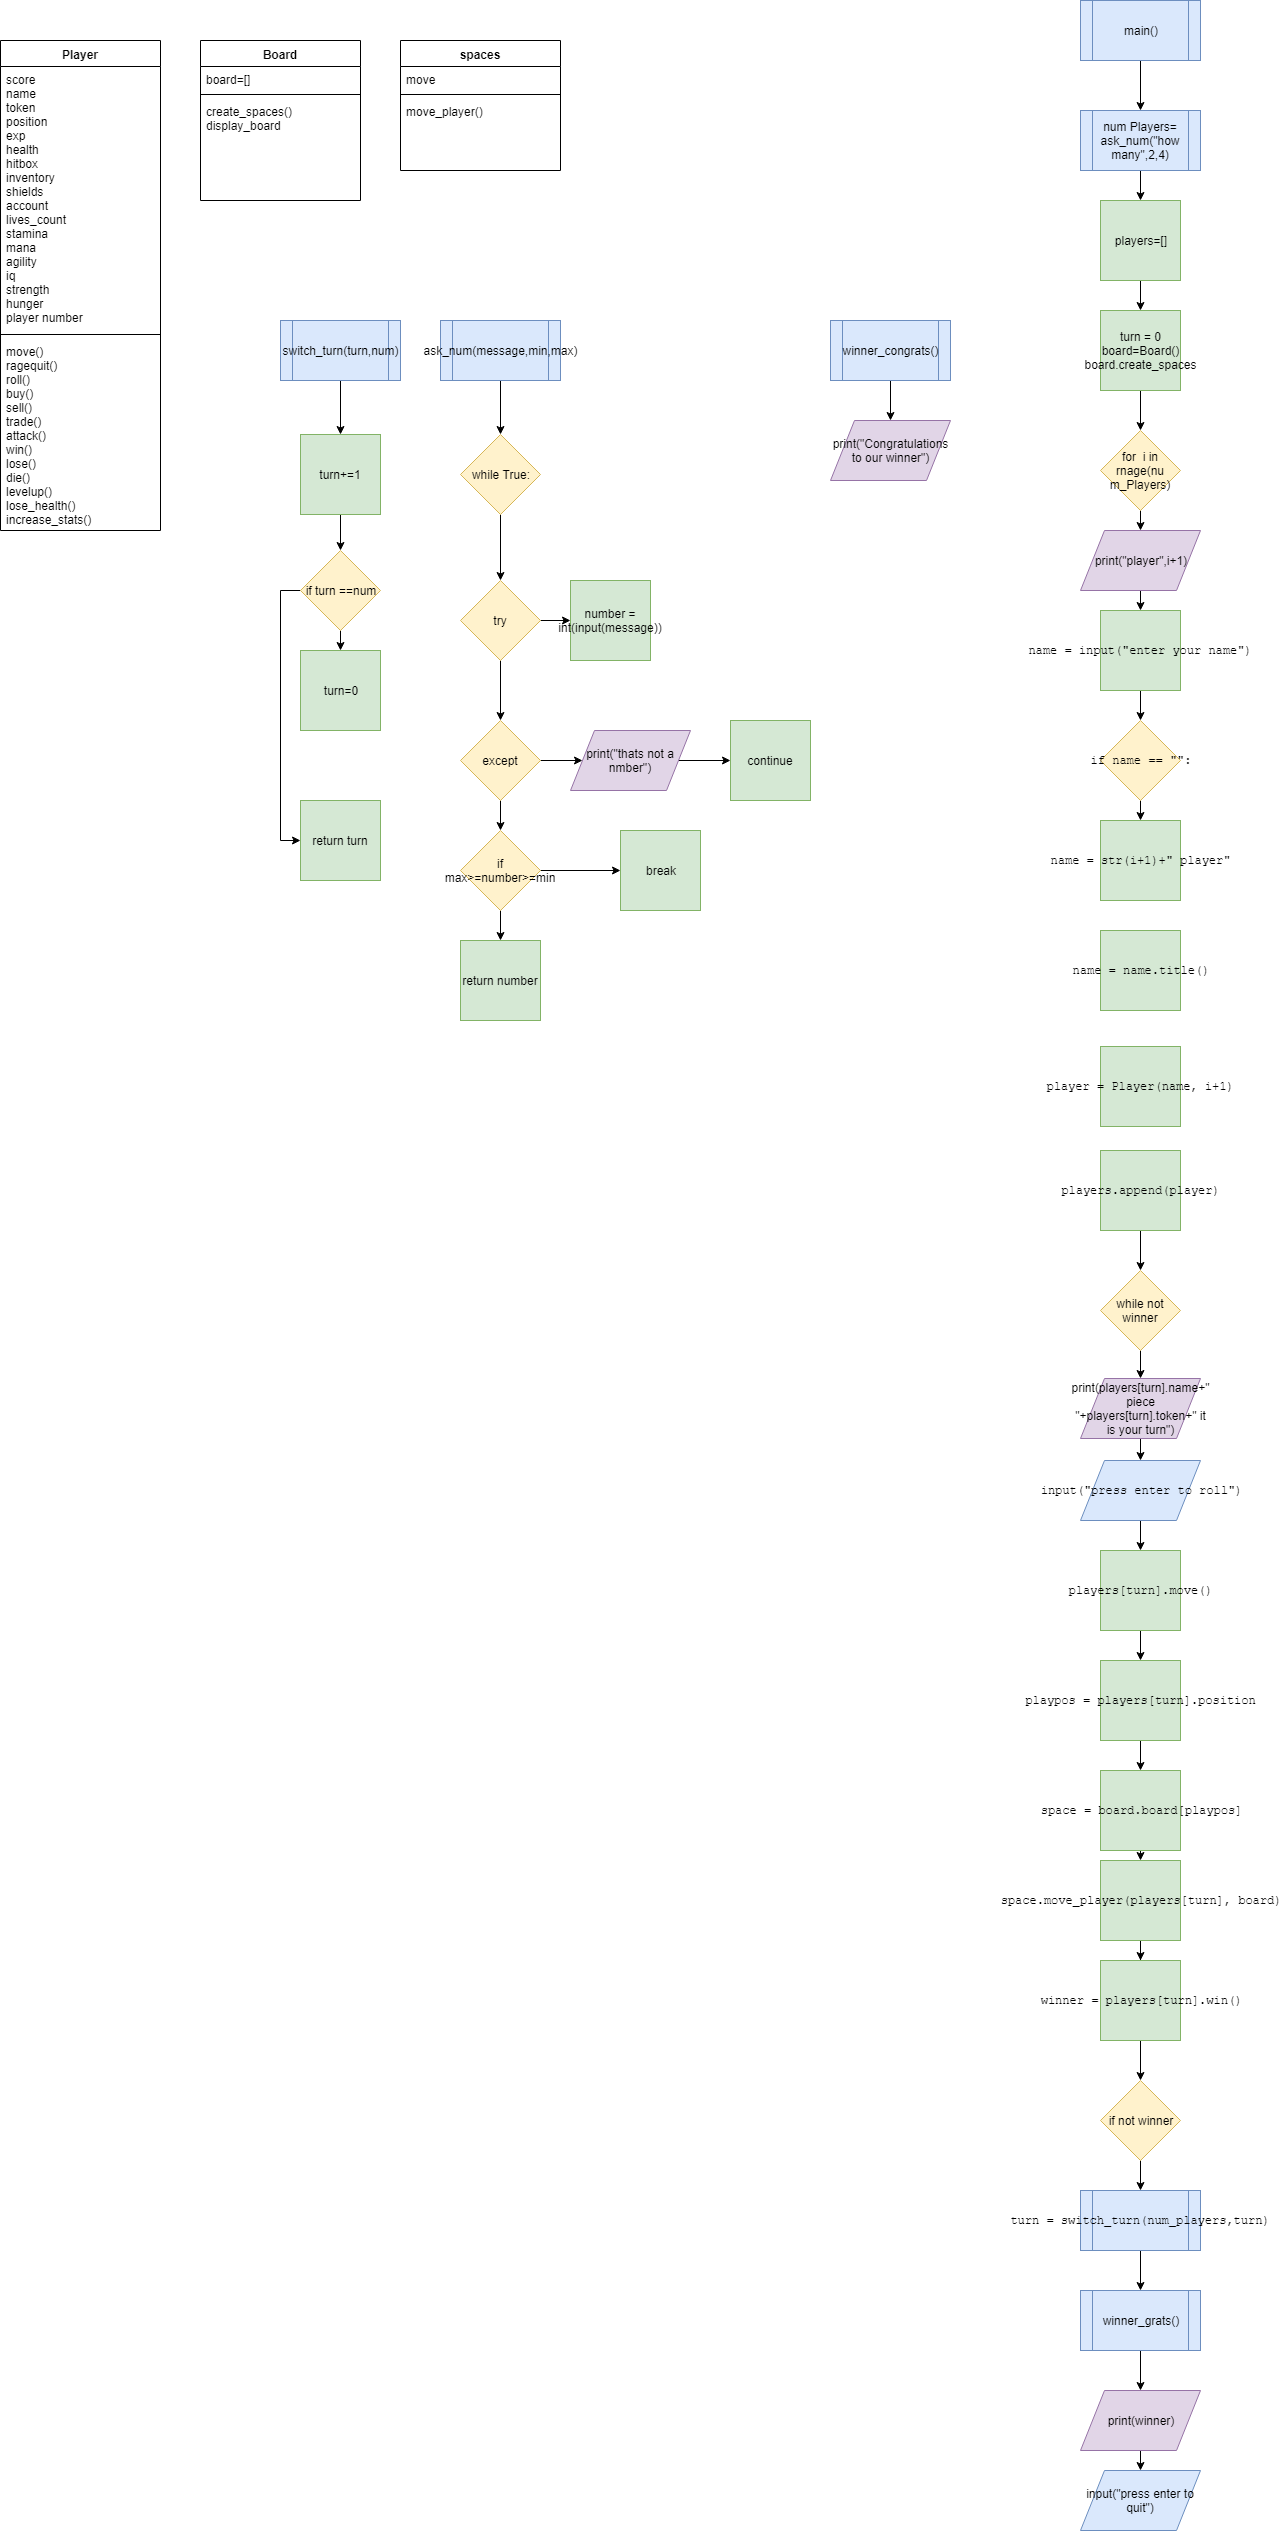 Player
score
name
token
position
exp
health
hitbox
inventory
shields
account
lives_count
stamina
mana
agility
iq
strength
hunger
player number
move()
ragequit()
roll()
buy()
sell()
trade()
attack()
win()
lose()
die()
levelup()
lose_health()
increase_stats()
Board
board=[]
create_spaces()
display_board
spaces
move
move_player()
switch_turn(turn,num)
turn+=1
if turn ==num
turn=0
return turn
ask_num(message,min,max)
while True:
try
number =
int(input(message))
except
print("thats not a
nmber")
continue
if
max>=number>=min
break
return number
winner_congrats()
print("Congratulations
to our winner")
main()
num Players=
ask_num("how
many",2,4)
players=[]
turn = 0
board=Board()
board.create_spaces
for  i in
rnage(nu
m_Players)
print("player",i+1)
name = input("enter your name")
if name == "":
name = str(i+1)+" player"
name = name.title()
player = Player(name, i+1)
players.append(player)
while not
winner
print(players[turn].name+"
piece
"+players[turn].token+" it
is your turn")
input("press enter to roll")
players[turn].move()
playpos = players[turn].position
space = board.board[playpos]
space.move_player(players[turn], board)
winner = players[turn].win()
if not winner
turn = switch_turn(num_players,turn)
winner_grats()
print(winner)
input("press enter to
quit")